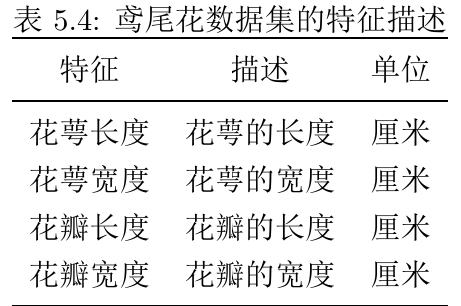 表 5.4: 鸢尾花数据集的特征描述
特征 描述 单位
花萼长度 花萼的长度 厘米
花萼宽度 花萼的宽度 厘米
花瓣长度 花瓣的长度 厘米
花瓣宽度 花瓣的宽度 厘米